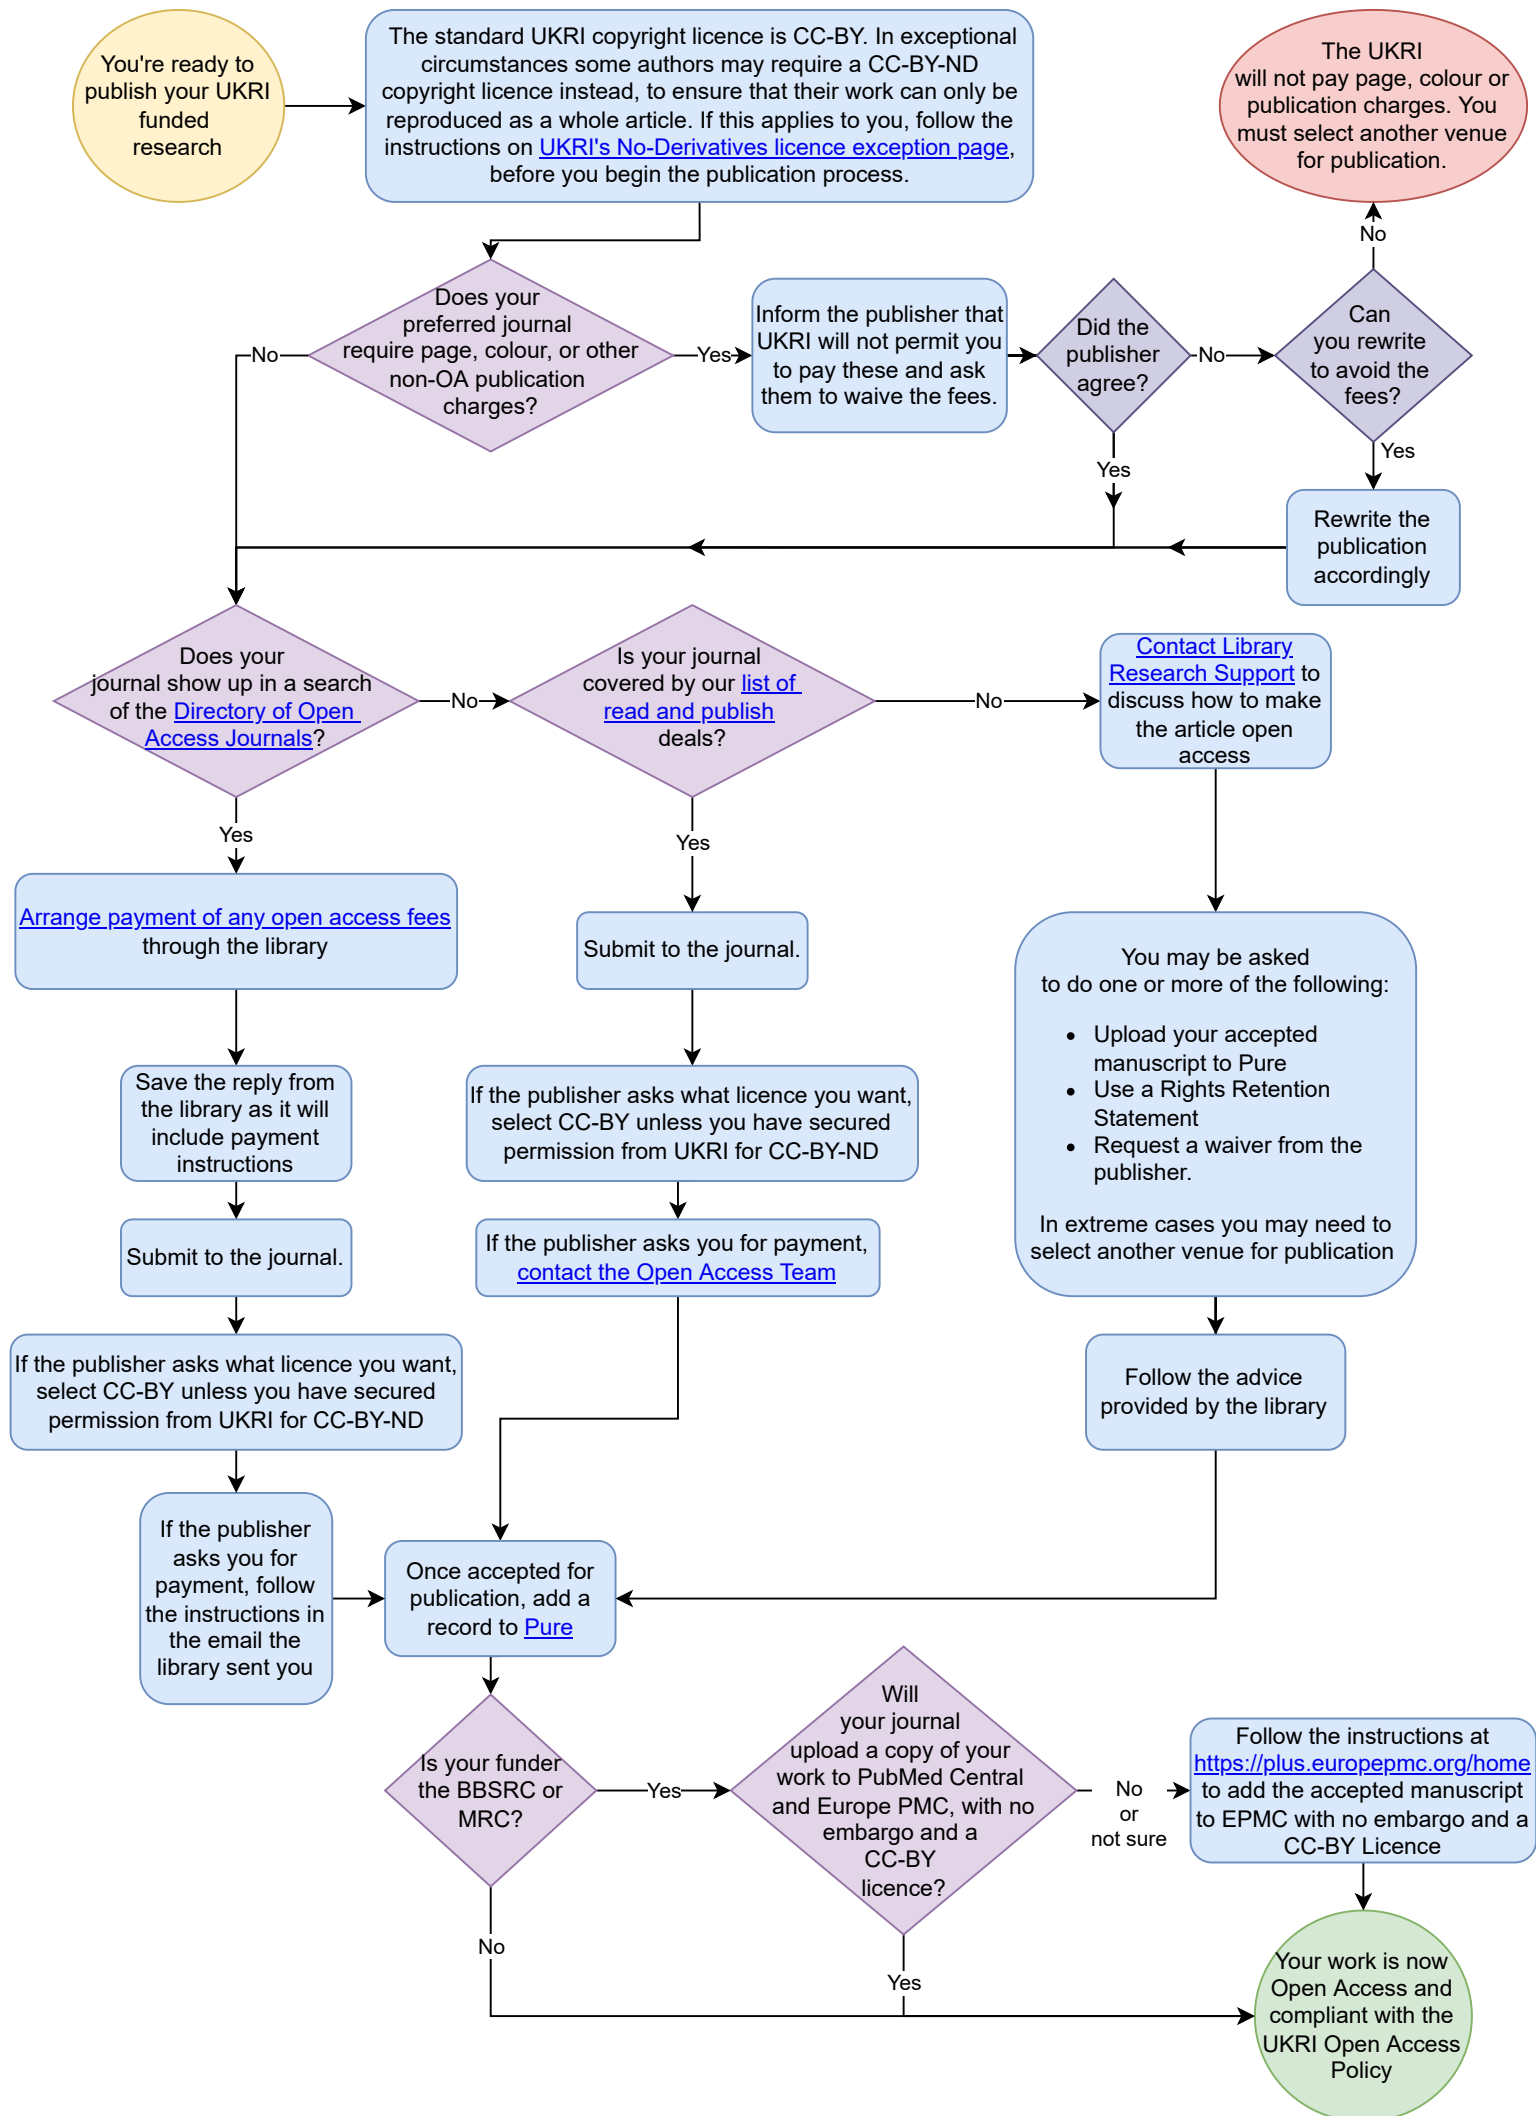 You're ready to
publish your UKRI
funded
research
The standard UKRI copyright licence is CC-BY. In exceptional
circumstances some authors may require a CC-BY-ND
copyright licence instead, to ensure that their work can only be
reproduced as a whole article. If this applies to you, follow the
instructions on UKRI's No-Derivatives licence exception page,
before you begin the publication process.
The UKRI
will not pay page, colour or
publication charges. You
must select another venue
for publication.
No
Does your
preferred journal
require page, colour, or other
non-OA publication
charges?
No
Yes
Inform the publisher that
UKRI will not permit you
to pay these and ask
them to waive the fees.
Did the
publisher
agree?
No
Can
you rewrite
to avoid the
fees?
Yes
Yes
Rewrite the
publication
accordingly
Does your
journal show up in a search
of the Directory of Open
Access Journals?
No
Is your journal
covered by our list of
read and publish
deals?
No
Contact Library
Research Support to
discuss how to make
the article open
access
Yes
Yes
Arrange payment of any open access fees
through the library
Submit to the journal.
You may be asked
to do one or more of the following:
• Upload your accepted
manuscript to Pure
• Use a Rights Retention
Statement
• Request a waiver from the
publisher.
In extreme cases you may need to
select another venue for publication
Save the reply from
the library as it will
include payment
instructions
If the publisher asks what licence you want,
select CC-BY unless you have secured
permission from UKRI for CC-BY-ND
Submit to the journal.
If the publisher asks you for payment,
contact the Open Access Team
If the publisher asks what licence you want,
select CC-BY unless you have secured
permission from UKRI for CC-BY-ND
Follow the advice
provided by the library
If the publisher
asks you for
payment, follow
the instructions in
the email the
library sent you
Once accepted for
publication, add a
record to Pure
Is your funder
the BBSRC or
MRC?
Yes
Will
your journal
upload a copy of your
work to PubMed Central
and Europe PMC, with no
embargo and a
CC-BY
licence?
No
or
not sure
Follow the instructions at
https://plus.europepmc.org/home
to add the accepted manuscript
to EPMC with no embargo and a
CC-BY Licence
No
Yes
Your work is now
Open Access and
compliant with the
UKRI Open Access
Policy